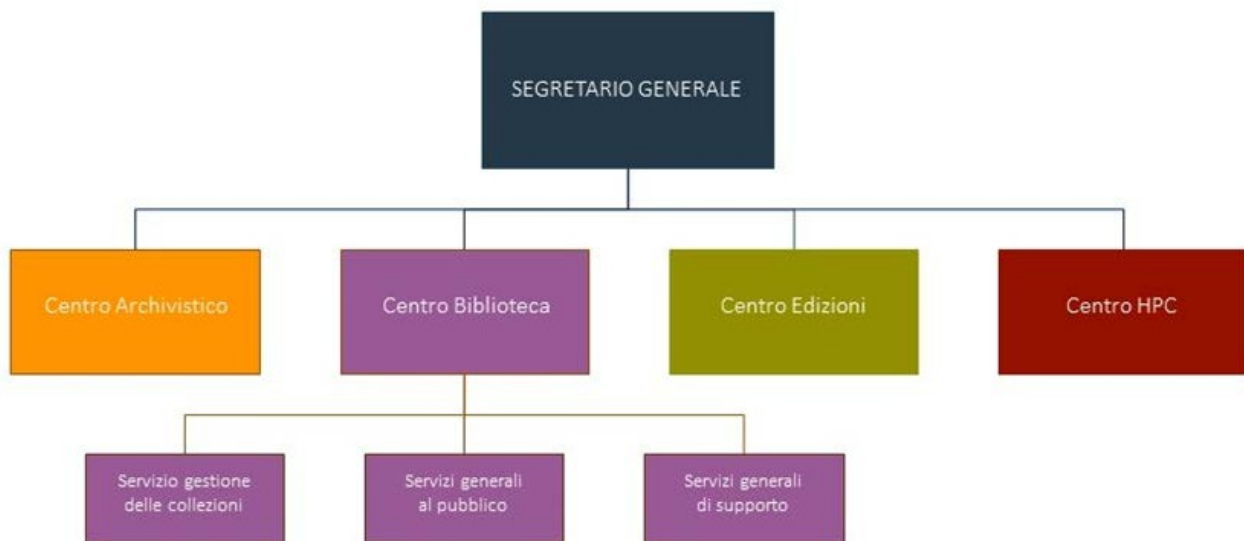 SEGRETARIO GENERALE
Centro Archivistico
Centro Biblioteca
Centro Edizioni
Centro HPC
Servizio gestione
delle collezioni
Servizi generali
al pubblico
Servizi generali
di supporto